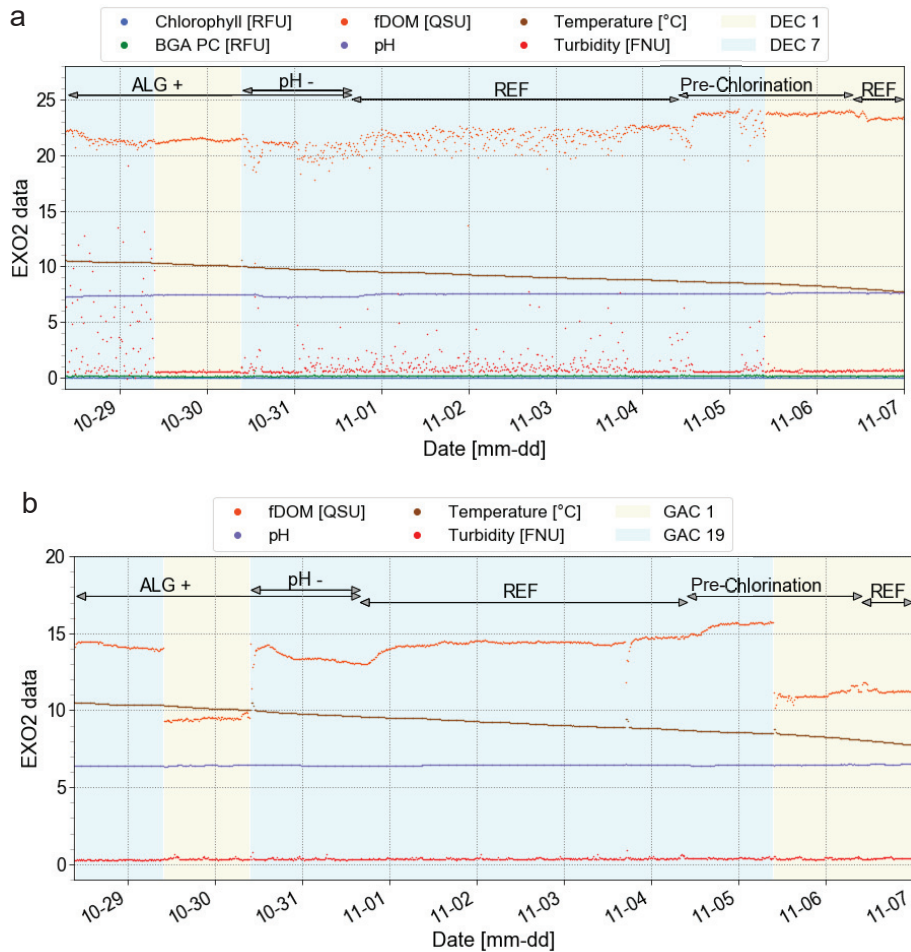 a
Chlorophyll [RFU] fDOM [QSU] Temperature [°C] DEC 1
BGA PC [RFU] pH Turbidity [FNU] DEC 7
ALG + pH - REF Pre-Chlorination REF
25
20
15
10
5
0
EXO2 data
10-29 10-30 10-31 11-01 11-02 11-03 11-04 11-05 11-06 11-07
Date [mm-dd]
b
fDOM [QSU] Temperature [°C] GAC 1
pH Turbidity [FNU] GAC 19
ALG + pH - REF Pre-Chlorination REF
20
15
10
5
0
EXO2 data
10-29 10-30 10-31 11-01 11-02 11-03 11-04 11-05 11-06 11-07
Date [mm-dd]